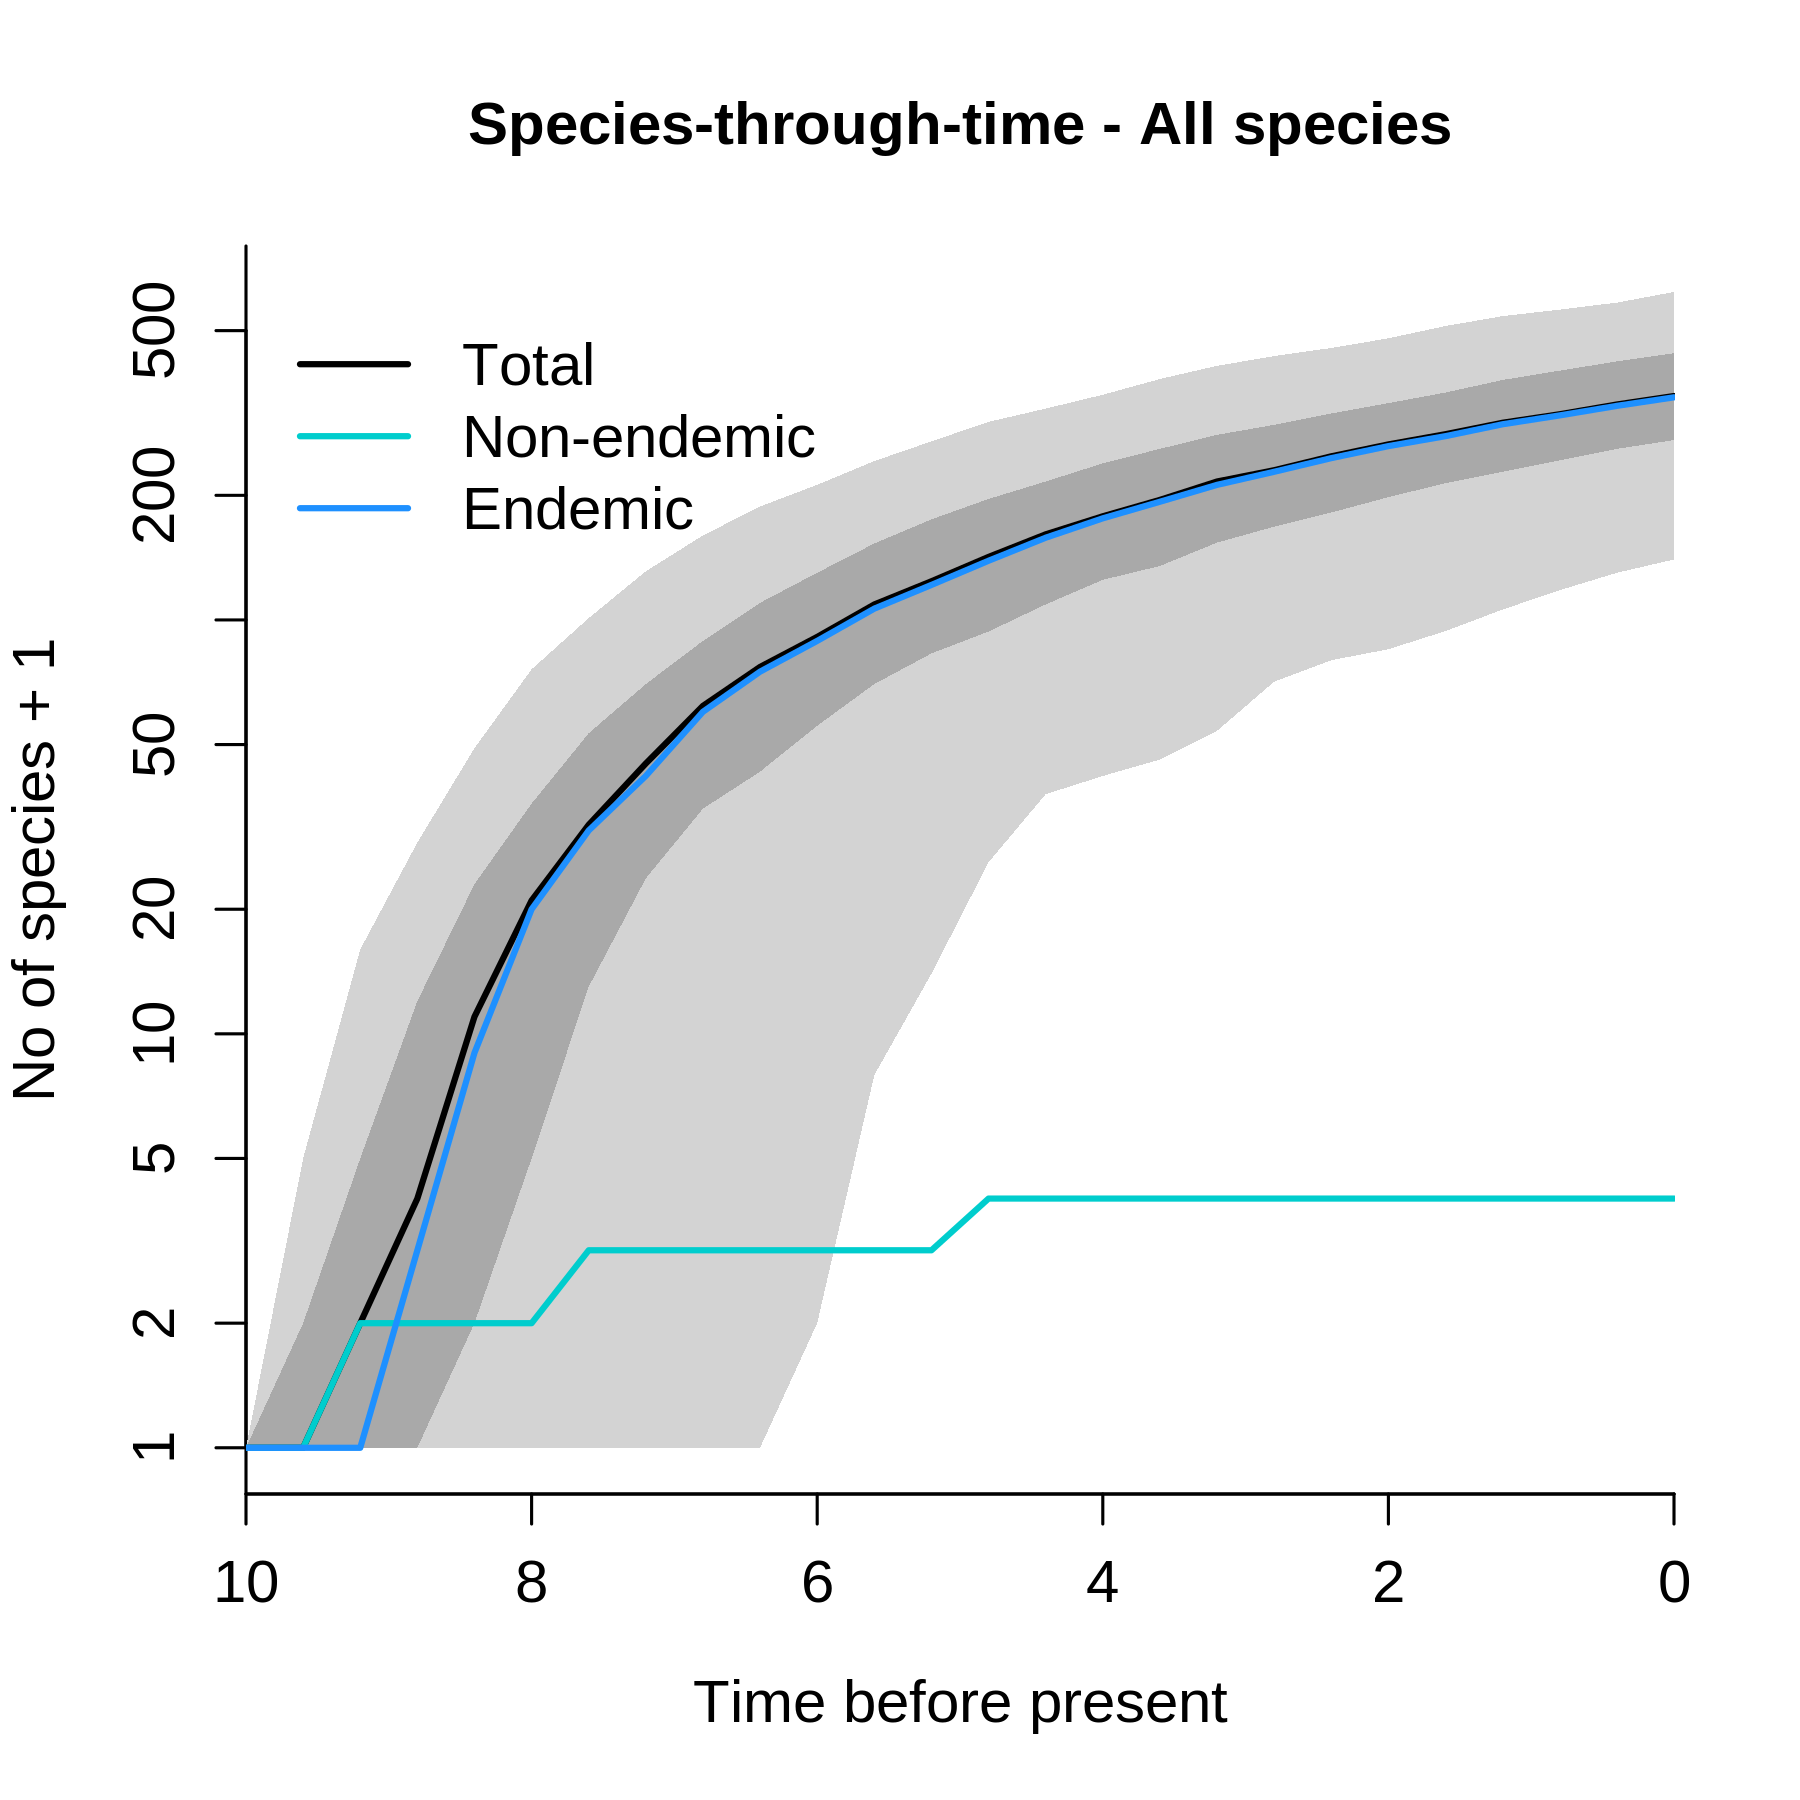 Species-through-time - All species
Total
Non-endemic
Endemic
No of species + 1
500
200
50
20
10
5
2
1
10 8 6 4 2 0
Time before present